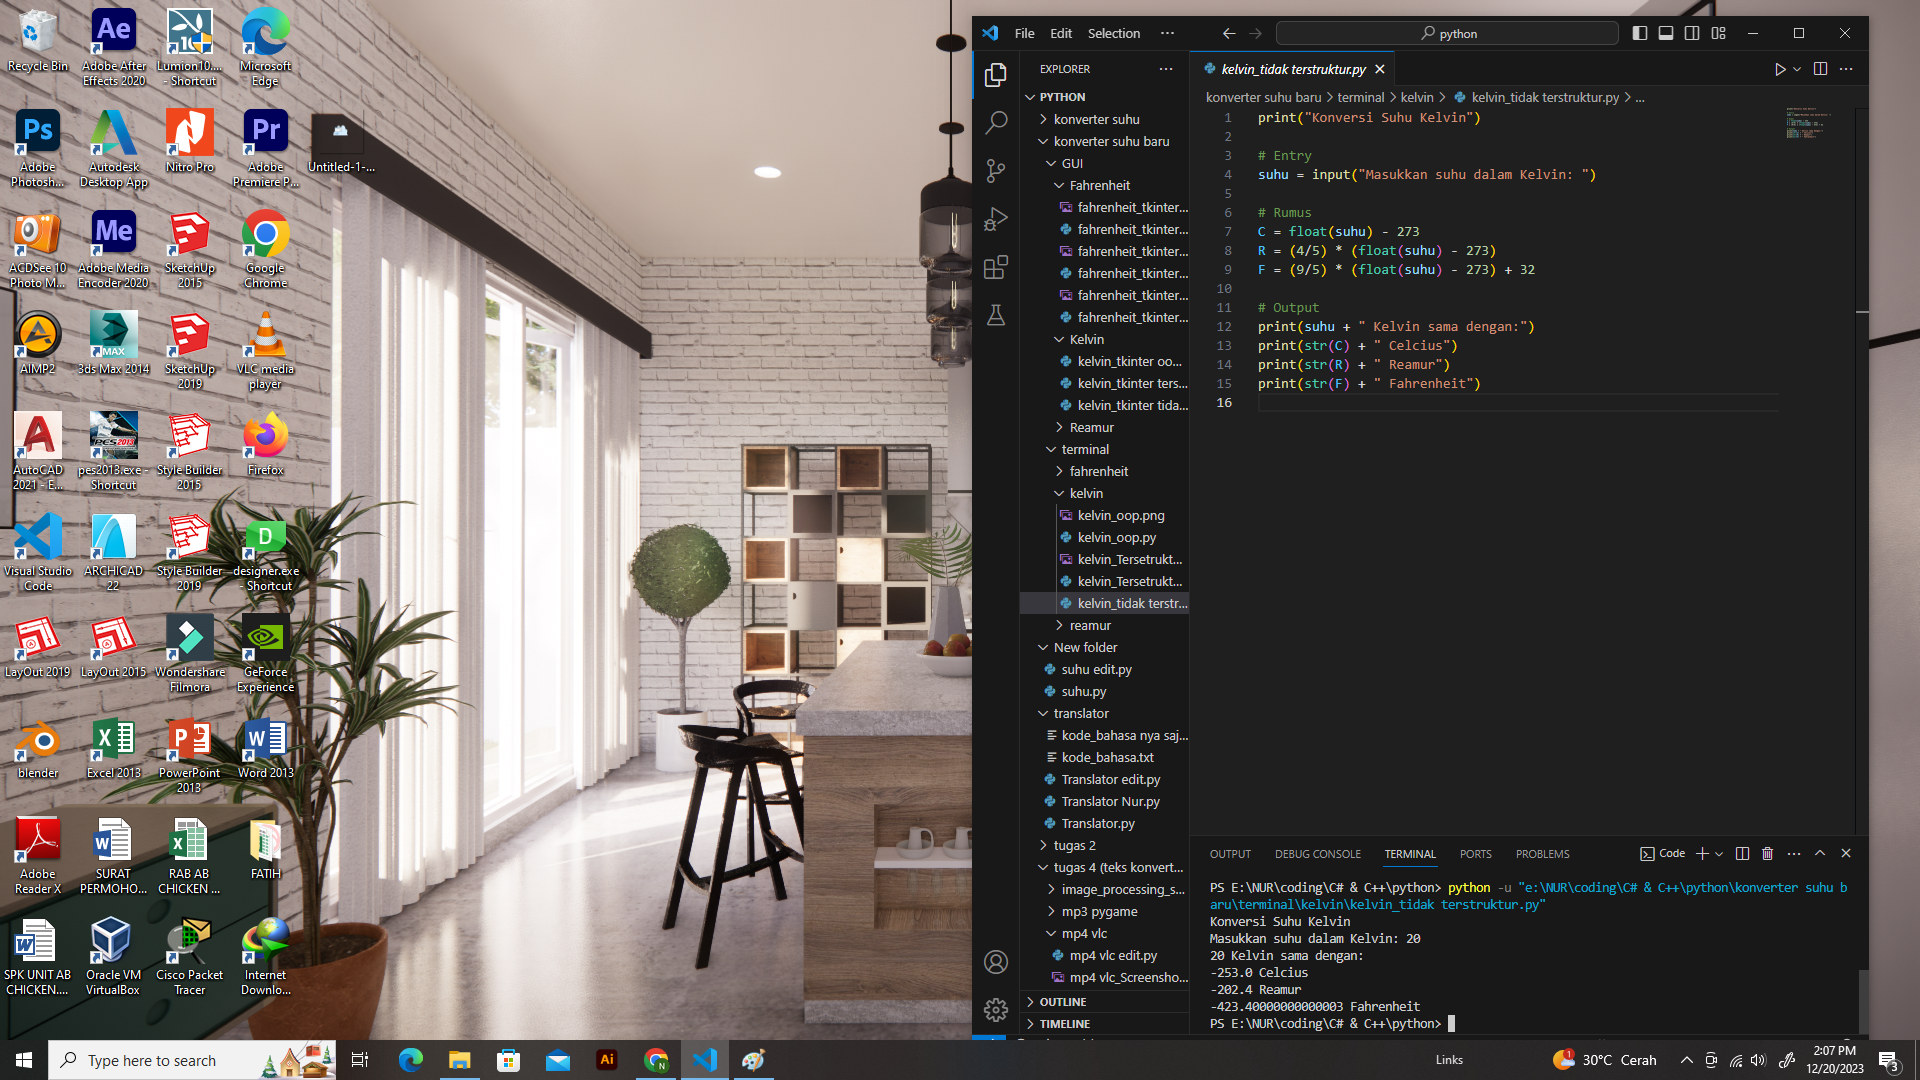 Recycle Bin
Adobe After
Effects 2020
Lumion10....
- Shortcut
Microsoft
Edge
Adobe
Photosh...
Autodesk
Desktop App
Nitro Pro
Adobe
Premiere P...
Untitled-1-...
ACDSee 10
Photo M...
Adobe Media
Encoder 2020
SketchUp
2015
Google
Chrome
AIMP2
3ds Max 2014
SketchUp
2019
VLC media
player
AutoCAD
2021 - E...
pes2013.exe -
Shortcut
Style Builder
2015
Firefox
Visual Studio
Code
ARCHICAD
22
Style Builder
2019
designer.exe
- Shortcut
LayOut 2019
LayOut 2015
Wondershare
Filmora
GeForce
Experience
blender
Excel 2013
PowerPoint
2013
Word 2013
Adobe
Reader X
SURAT
PERMOHO...
RAB AB
CHICKEN ...
FATIH
SPK UNIT AB
CHICKEN....
Oracle VM
VirtualBox
Cisco Packet
Tracer
Internet
Downlo...
File Edit Selection ···
python
EXPLORER
PYTHON
konverter suhu
konverter suhu baru
GUI
Fahrenheit
fahrenheit_tkinter...
fahrenheit_tkinter...
fahrenheit_tkinter...
fahrenheit_tkinter...
fahrenheit_tkinter...
fahrenheit_tkinter...
Kelvin
kelvin_tkinter oo...
kelvin_tkinter ters...
kelvin_tkinter tida...
Reamur
terminal
fahrenheit
kelvin
kelvin_oop.png
kelvin_oop.py
kelvin_Tersetrukt...
kelvin_Tersetrukt...
kelvin_tidak terstr...
reamur
New folder
suhu edit.py
suhu.py
translator
kode_bahasa nya saj...
kode_bahasa.txt
Translator edit.py
Translator Nur.py
Translator.py
tugas 2
tugas 4 (teks konvert...
image_processing_s...
mp3 pygame
mp4 vlc
mp4 vlc edit.py
mp4 vlc_Screensho...
OUTLINE
TIMELINE
kelvin_tidak terstruktur.py
konverter suhu baru > terminal > kelvin > kelvin_tidak terstruktur.py > ...
1 print("Konversi Suhu Kelvin")
2
3 # Entry
4 suhu = input("Masukkan suhu dalam Kelvin: ")
5
6 # Rumus
7 C = float(suhu) - 273
8 R = (4/5) * (float(suhu) - 273)
9 F = (9/5) * (float(suhu) - 273) + 32
10
11 # Output
12 print(suhu + " Kelvin sama dengan:")
13 print(str(C) + " Celcius")
14 print(str(R) + " Reamur")
15 print(str(F) + " Fahrenheit")
16
OUTPUT DEBUG CONSOLE TERMINAL PORTS PROBLEMS Code
PS E:\NUR\coding\C# & C++\python> python -u "e:\NUR\coding\C# & C++\python\konverter suhu b
aru\terminal\kelvin\kelvin_tidak terstruktur.py"
Konversi Suhu Kelvin
Masukkan suhu dalam Kelvin: 20
20 Kelvin sama dengan:
-253.0 Celcius
-202.4 Reamur
-423.40000000000003 Fahrenheit
PS E:\NUR\coding\C# & C++\python>
Type here to search
Links
30°C Cerah
2:07 PM
12/20/2023
3